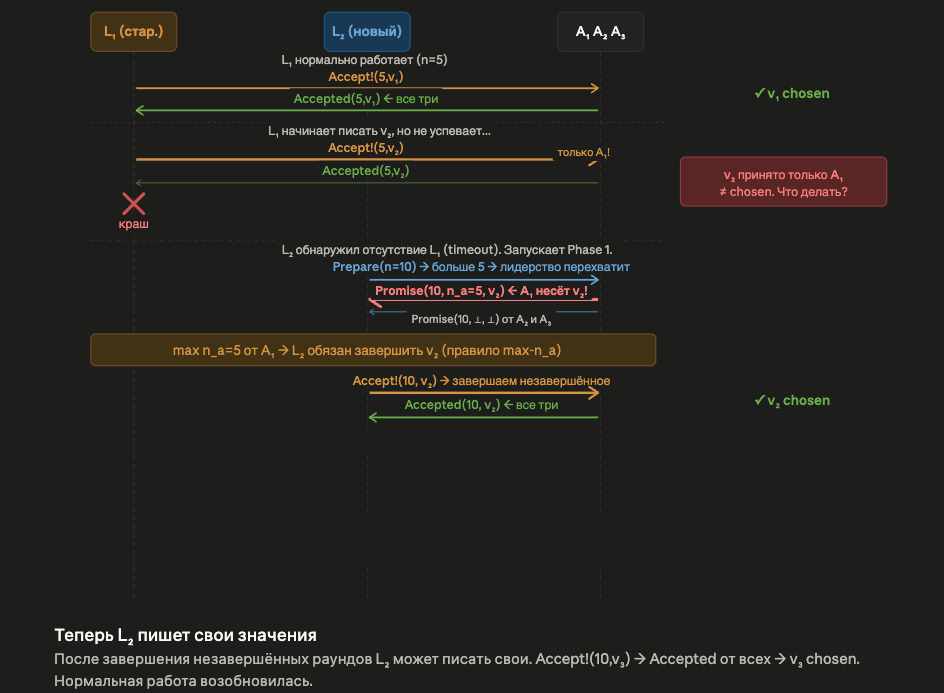 L₁ (стар.)
L₂ (новый)
A₁ A₂ A₃
L₁ нормально работает (n=5)
Accept!(5,v₁)
Accepted(5,v₁) ← все три
✓ v₁ chosen
L₁ начинает писать v₂, но не успевает...
Accept!(5,v₂)
только A₁!
Accepted(5,v₂)
v₂ принято только A₁
≠ chosen. Что делать?
краш
L₂ обнаружил отсутствие L₁ (timeout). Запускает Phase 1.
Prepare(n=10) → больше 5 → лидерство перехватит
Promise(10, n_a=5, v₂) ← A₁ несёт v₂!
Promise(10, ⊥, ⊥) от A₂ и A₃
max n_a=5 от A₁ → L₂ обязан завершить v₂ (правило max-n_a)
Accept!(10, v₂) → завершаем незавершённое
Accepted(10, v₂) ← все три
✓ v₂ chosen
Теперь L₂ пишет свои значения
После завершения незавершённых раундов L₂ может писать свои. Accept!(10,v₃) → Accepted от всех → v₃ chosen.
Нормальная работа возобновилась.